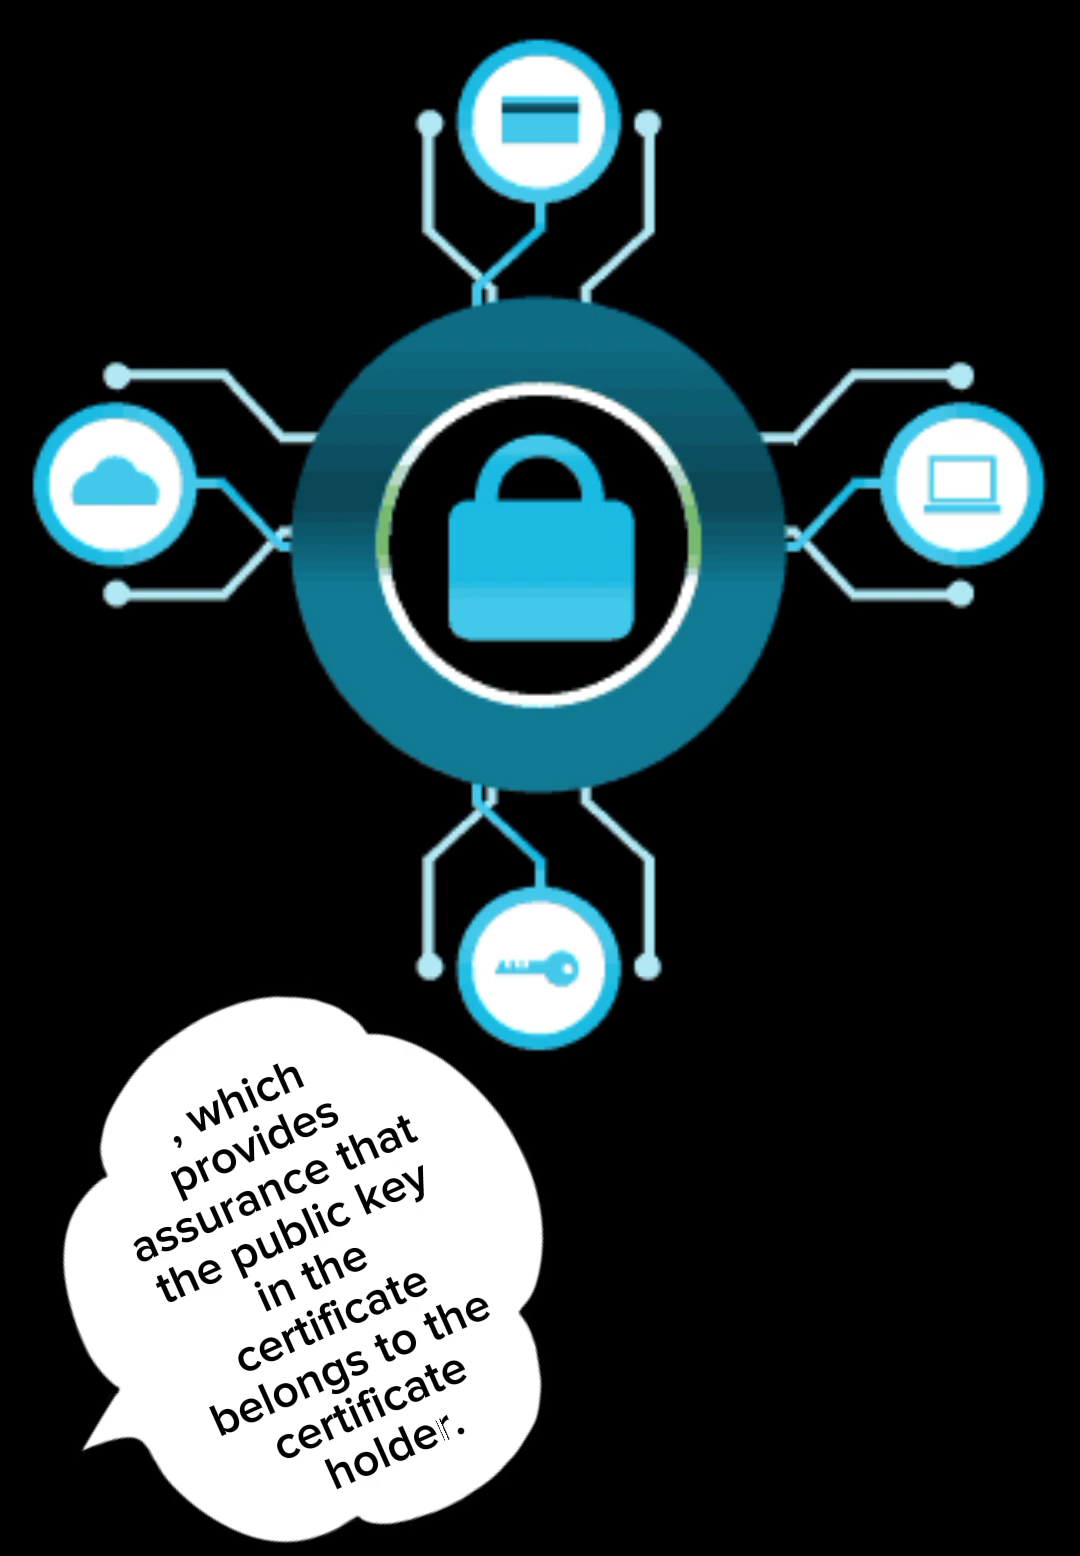 , which
provides
assurance that
the public key
in the
certificate
belongs to the
certificate
holder.